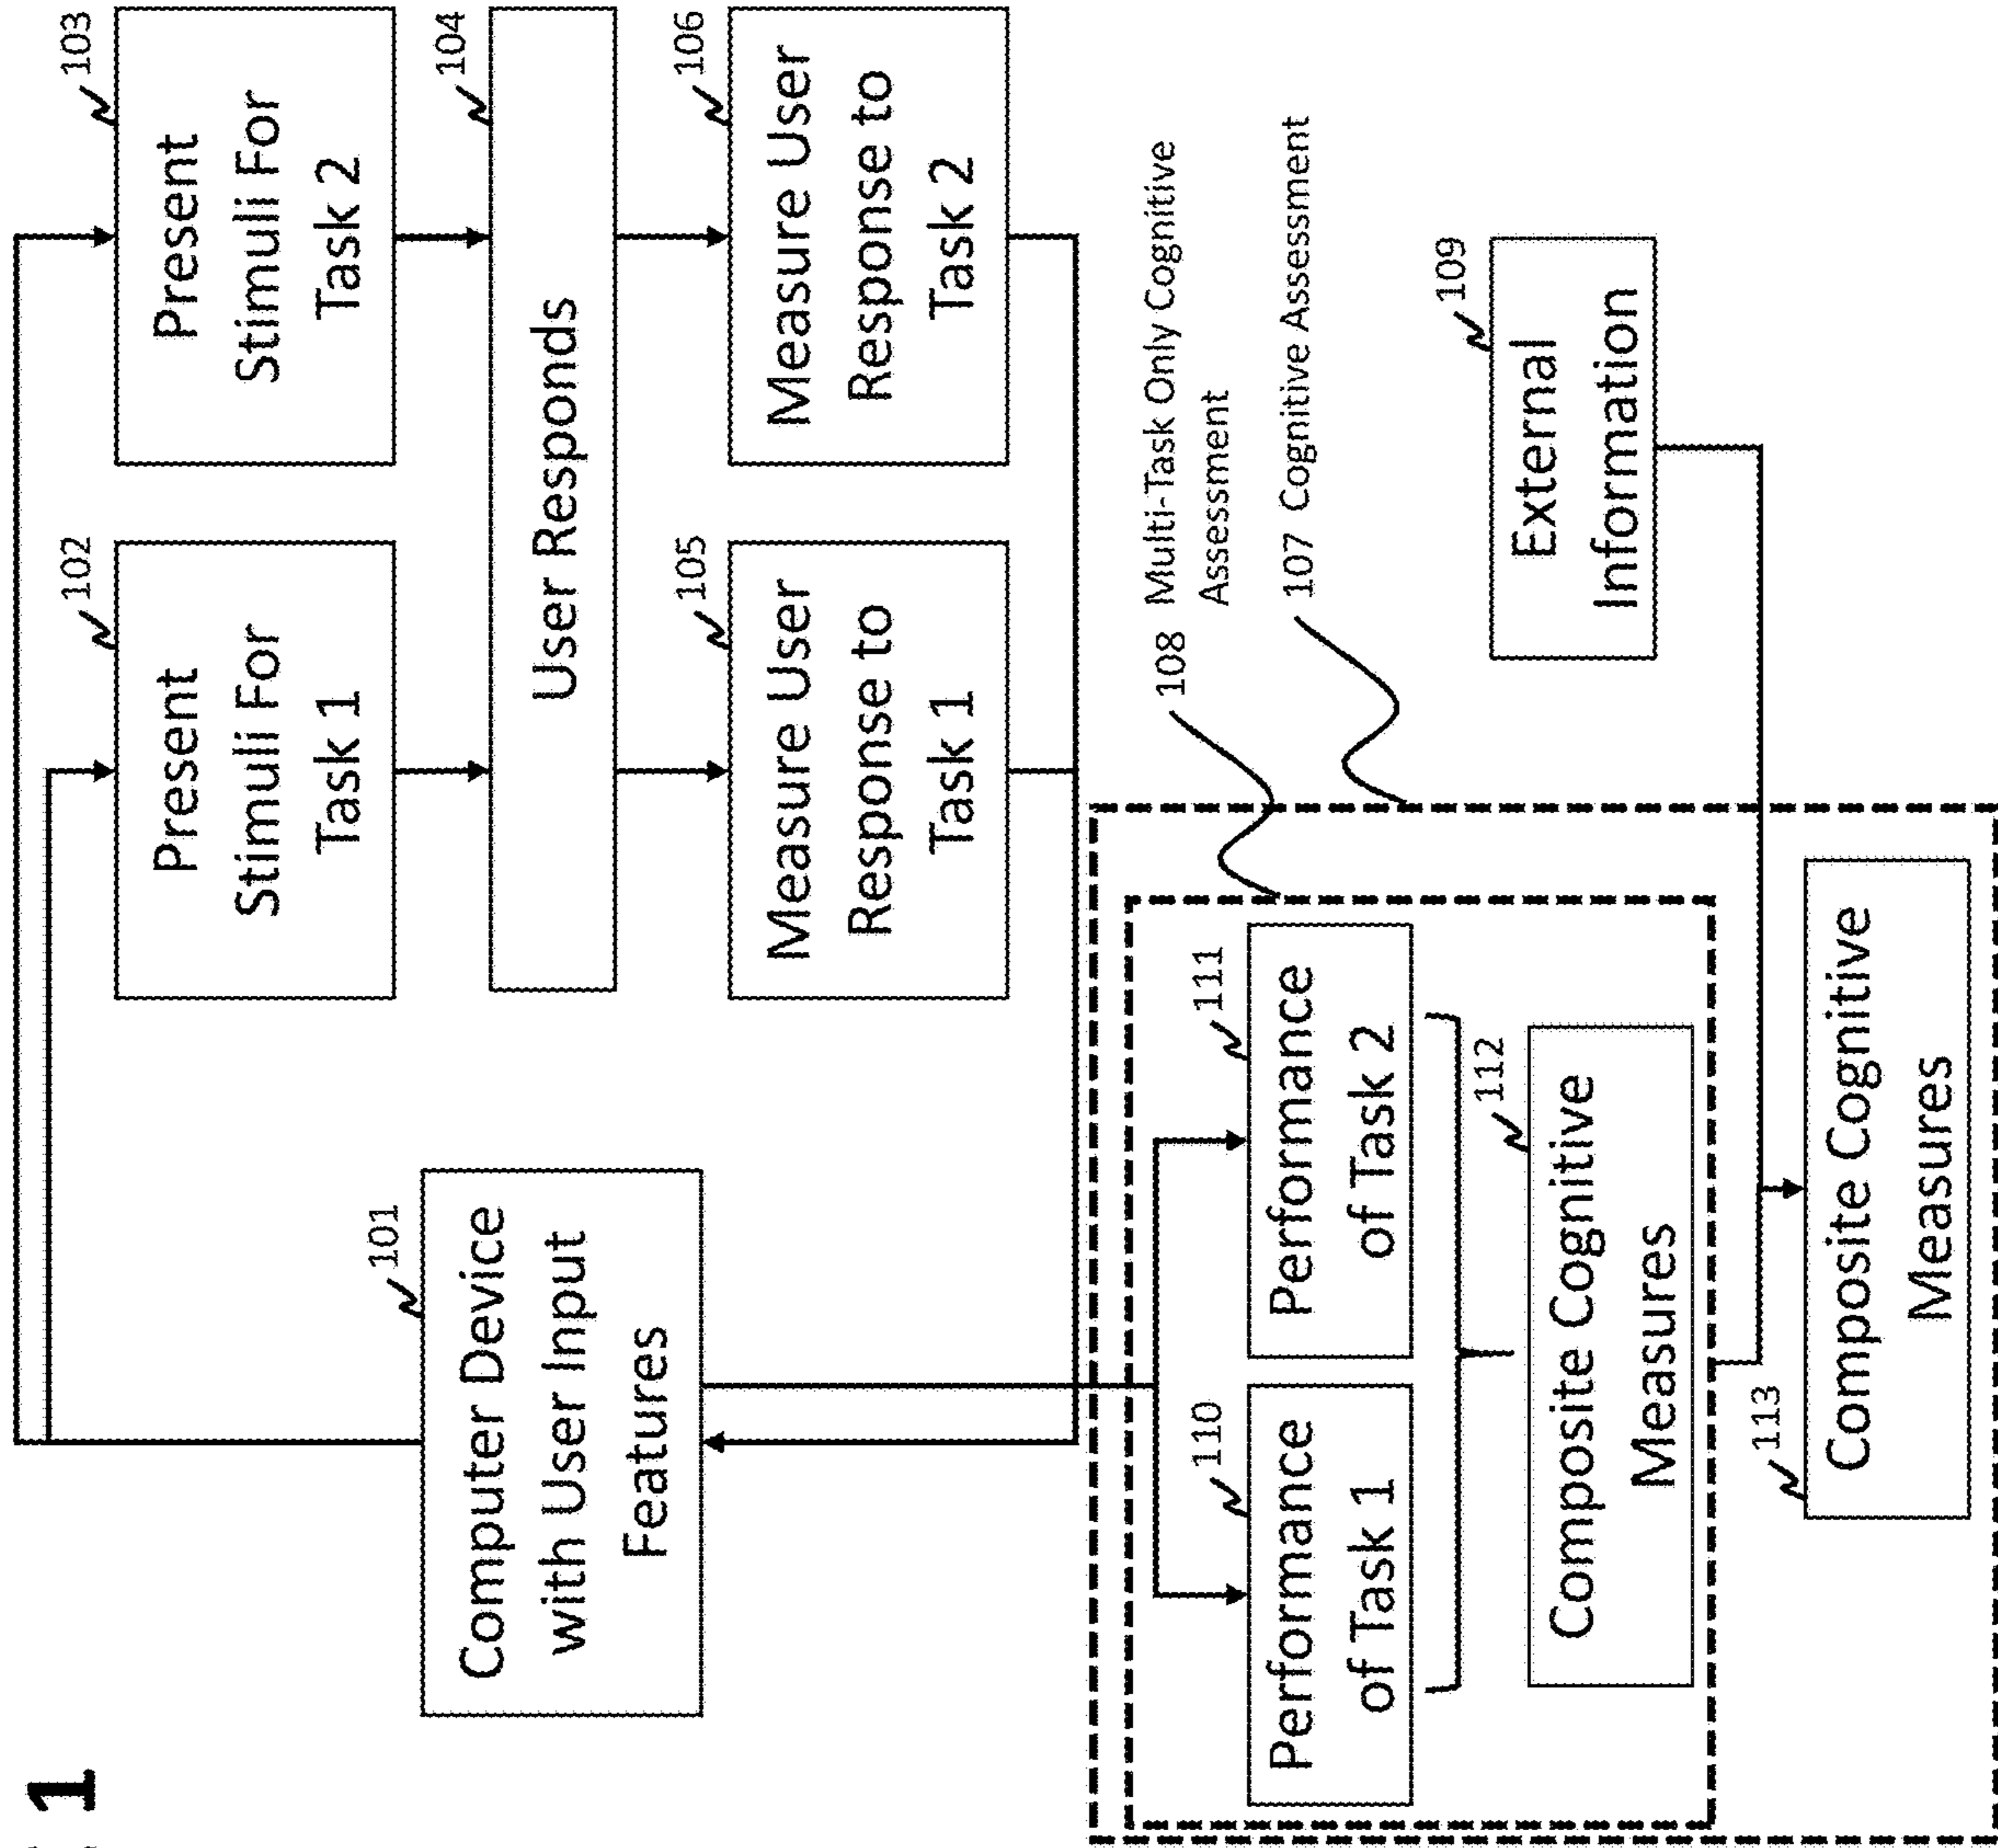 1
101
Computer Device
with User Input
Features
102
Present
Stimuli For
Task 1
103
Present
Stimuli For
Task 2
104
User Responds
105
Measure User
Response to
Task 1
106
Measure User
Response to
Task 2
108 Multi-Task Only Cognitive
Assessment
107 Cognitive Assessment
110
Performance
of Task 1
111
Performance
of Task 2
112
Composite Cognitive
Measures
109
External
Information
113
Composite Cognitive
Measures